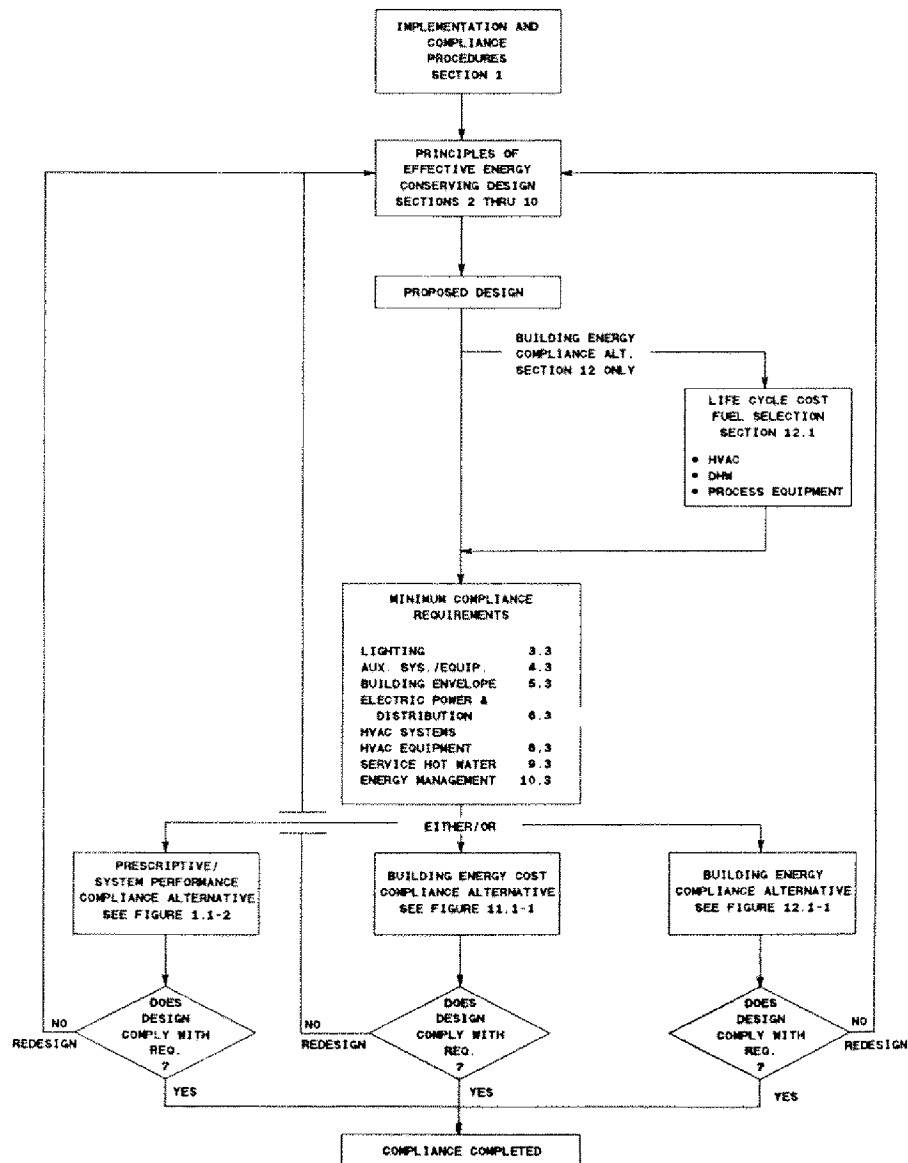 IMPLEMENTATION AND
COMPLIANCE
PROCEDURES
SECTION 1
PRINCIPLES OF
EFFECTIVE ENERGY
CONSERVING DESIGN
SECTIONS 2 THRU 10
PROPOSED DESIGN
BUILDING ENERGY
COMPLIANCE ALT.
SECTION 12 ONLY
LIFE CYCLE COST
FUEL SELECTION
SECTION 12.1
• HVAC
• DHW
• PROCESS EQUIPMENT
MINIMUM COMPLIANCE
REQUIREMENTS
LIGHTING 3.3
AUX. SYS./EQUIP. 4.3
BUILDING ENVELOPE 5.3
ELECTRIC POWER &
DISTRIBUTION 6.3
HVAC SYSTEMS
HVAC EQUIPMENT 8.3
SERVICE HOT WATER 9.3
ENERGY MANAGEMENT 10.3
EITHER/OR
PRESCRIPTIVE/
SYSTEM PERFORMANCE
COMPLIANCE ALTERNATIVE
SEE FIGURE 1.1-2
BUILDING ENERGY COST
COMPLIANCE ALTERNATIVE
SEE FIGURE 11.1-1
BUILDING ENERGY
COMPLIANCE ALTERNATIVE
SEE FIGURE 12.1-1
DOES
DESIGN
COMPLY WITH
REQ.
?
NO
REDESIGN
YES
DOES
DESIGN
COMPLY WITH
REQ.
?
NO
REDESIGN
YES
DOES
DESIGN
COMPLY WITH
REQ.
?
NO
REDESIGN
YES
COMPLIANCE COMPLETED